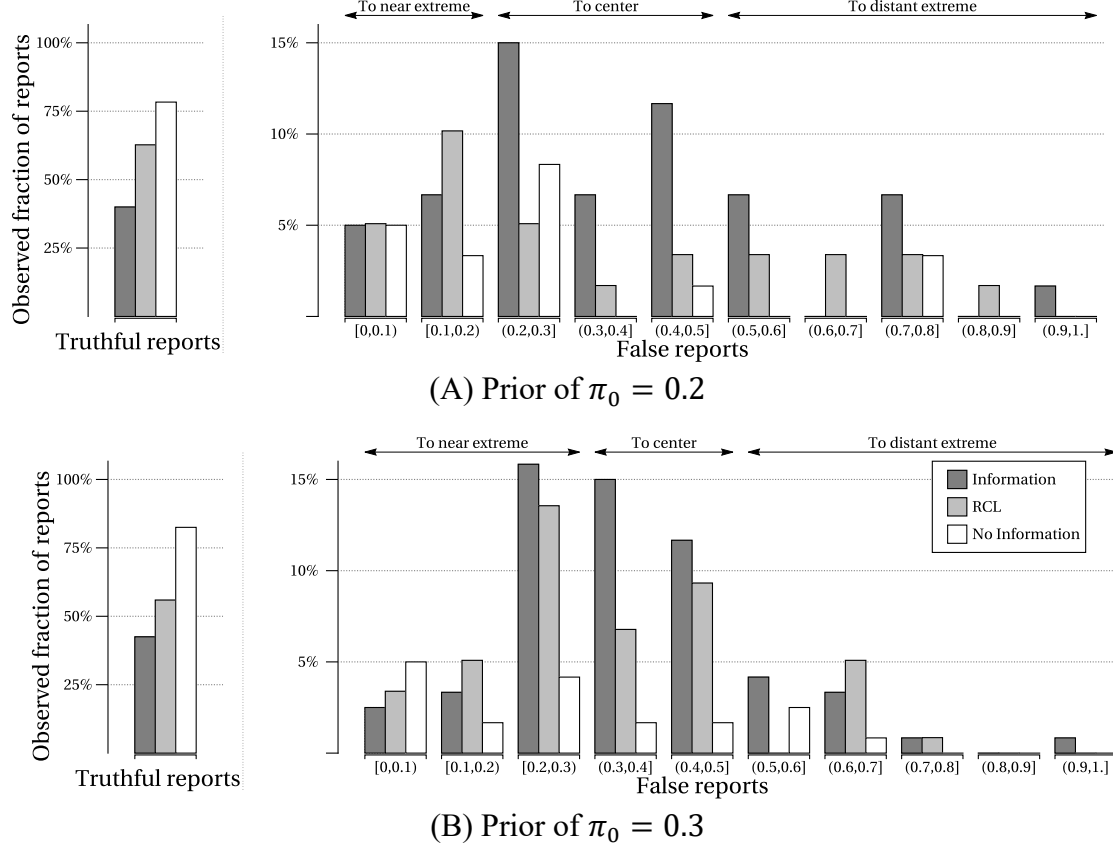 To near extreme To center To distant extreme
Observed fraction of reports
100%
75%
50%
25%
Truthful reports
15%
10%
5%
[0,0.1) [0.1,0.2) (0.2,0.3] (0.3,0.4] (0.4,0.5] (0.5,0.6] (0.6,0.7] (0.7,0.8] (0.8,0.9] (0.9,1.]
False reports
(A) Prior of π₀ = 0.2
To near extreme To center To distant extreme
Observed fraction of reports
100%
75%
50%
25%
Truthful reports
15%
10%
5%
Information
RCL
No Information
[0,0.1) [0.1,0.2) [0.2,0.3) (0.3,0.4] (0.4,0.5] (0.5,0.6] (0.6,0.7] (0.7,0.8] (0.8,0.9] (0.9,1.]
False reports
(B) Prior of π₀ = 0.3